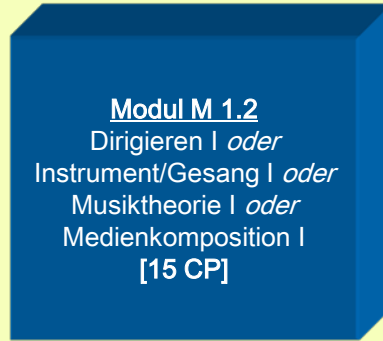 Modul M 1.2
Dirigieren I oder
Instrument/Gesang I oder
Musiktheorie I oder
Medienkomposition I
[15 CP]